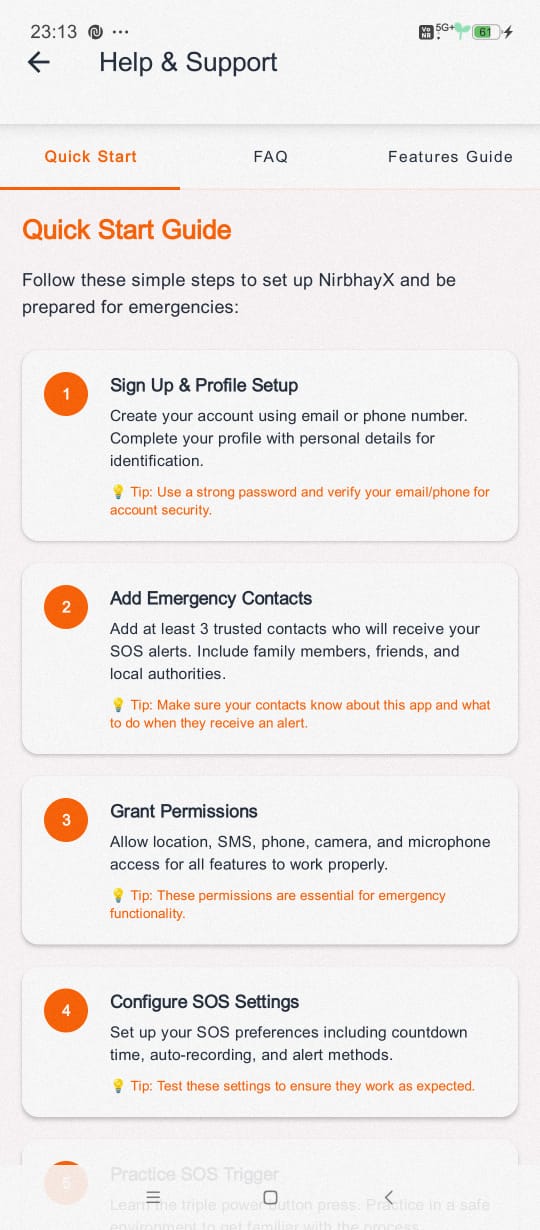 23:13
Vo NR 5G+ 61
Help & Support
Quick Start FAQ Features Guide
Quick Start Guide
Follow these simple steps to set up NirbhayX and be
prepared for emergencies:
1
Sign Up & Profile Setup
Create your account using email or phone number.
Complete your profile with personal details for
identification.
💡 Tip: Use a strong password and verify your email/phone for
account security.
2
Add Emergency Contacts
Add at least 3 trusted contacts who will receive your
SOS alerts. Include family members, friends, and
local authorities.
💡 Tip: Make sure your contacts know about this app and what
to do when they receive an alert.
3
Grant Permissions
Allow location, SMS, phone, camera, and microphone
access for all features to work properly.
💡 Tip: These permissions are essential for emergency
functionality.
4
Configure SOS Settings
Set up your SOS preferences including countdown
time, auto-recording, and alert methods.
💡 Tip: Test these settings to ensure they work as expected.
5
Practice SOS Trigger
Learn the triple power button press. Practice in a safe
environment to get familiar with the process.